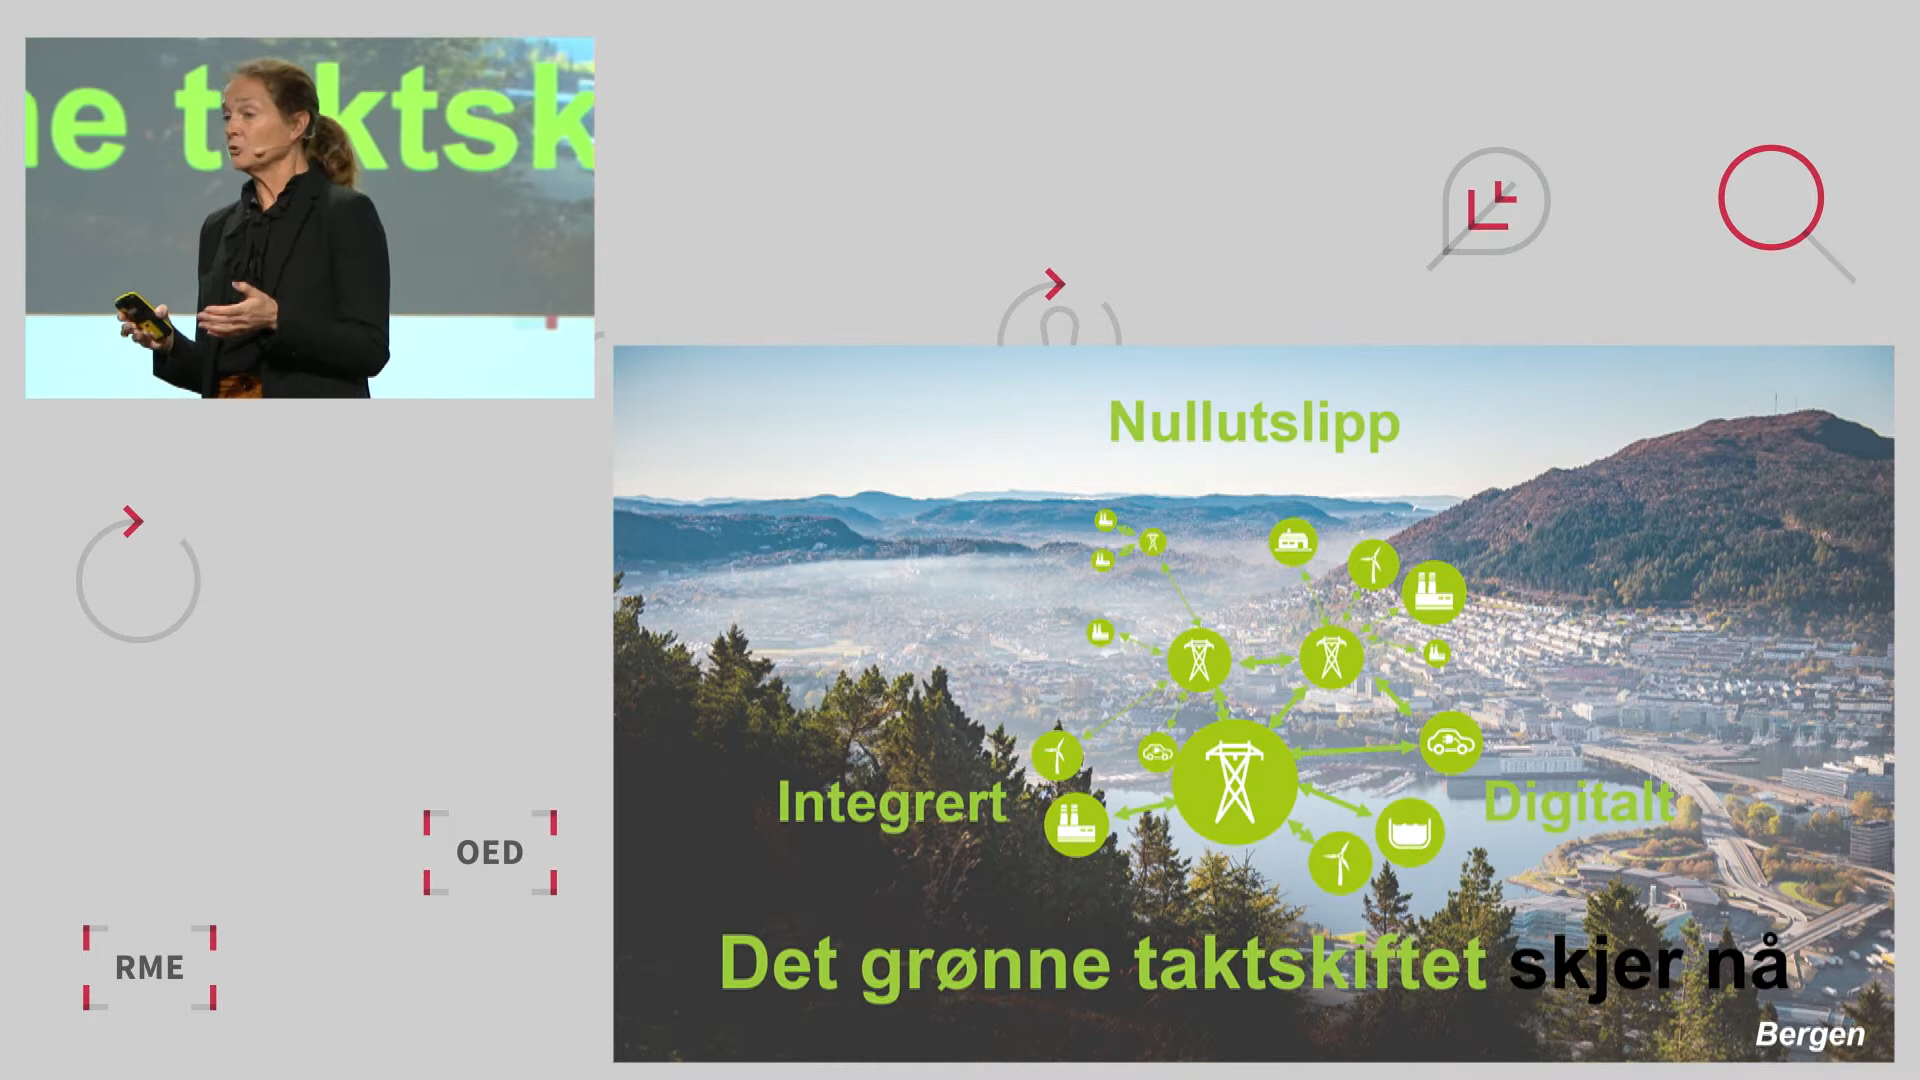 ne taktsk
Nullutslipp
Integrert
Digitalt
Det grønne taktskiftet skjer nå
Bergen
OED
RME